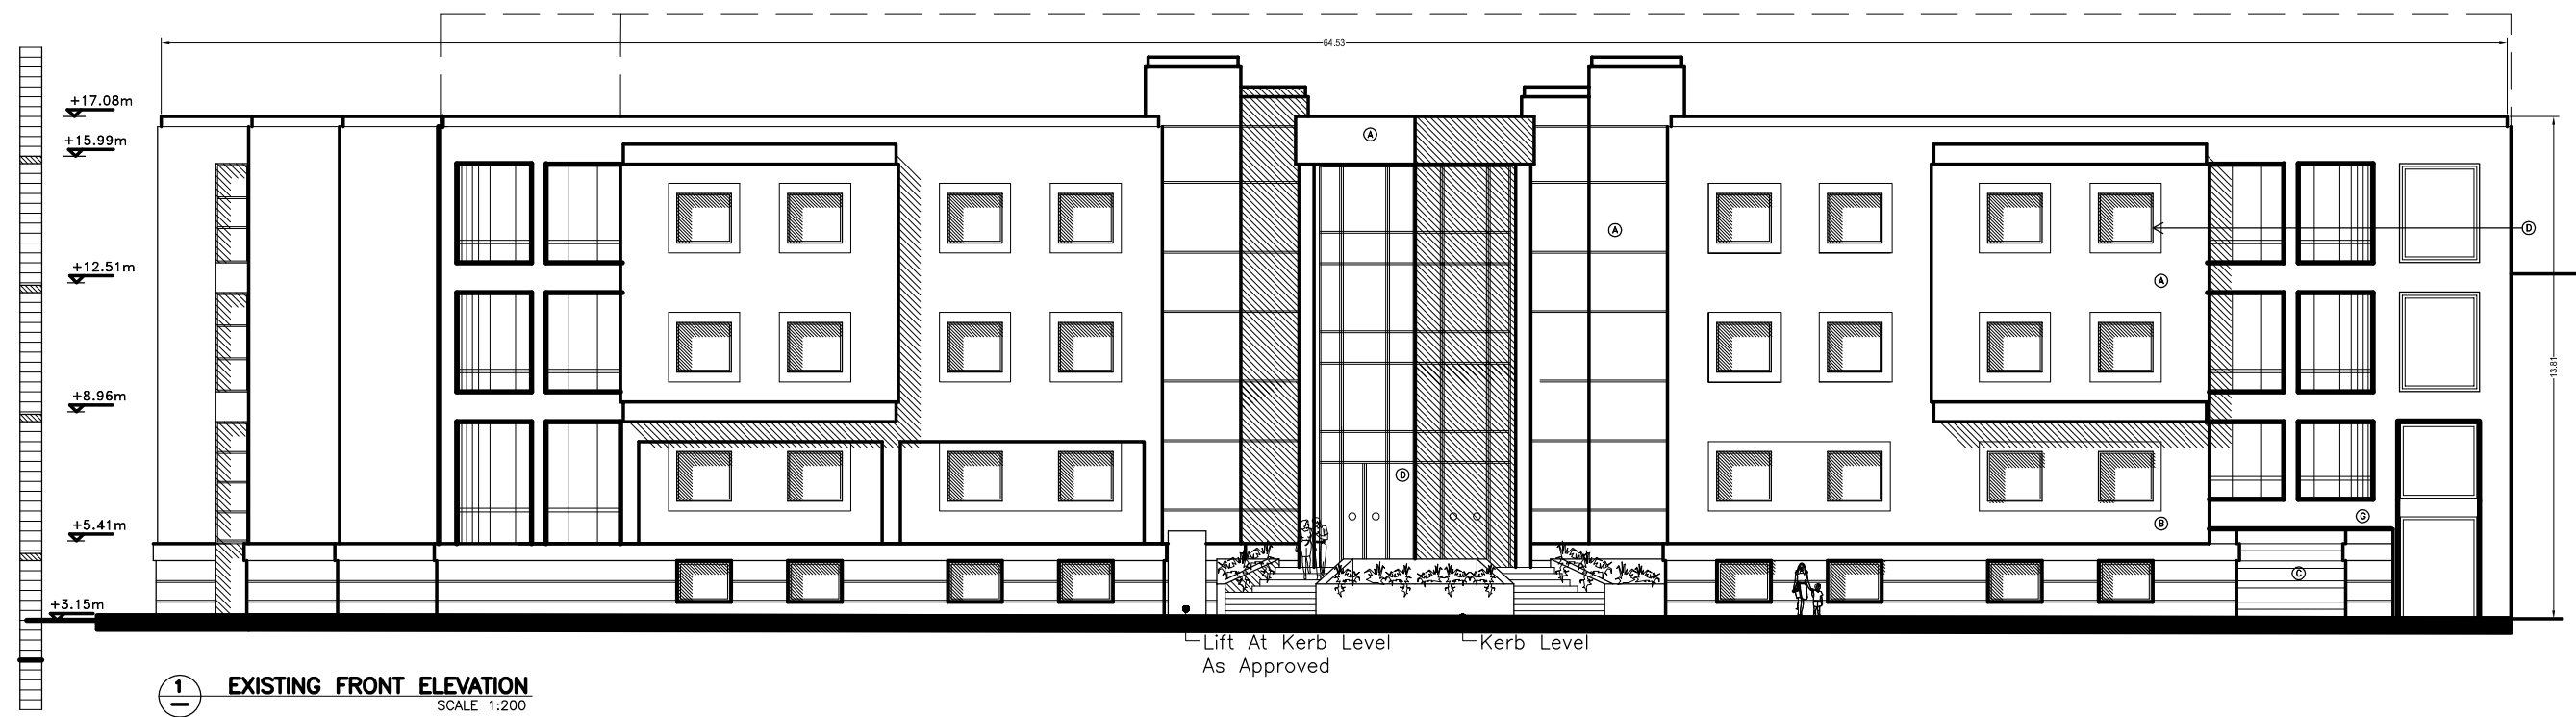 64.53
+17.08m
+15.99m
+12.51m
+8.96m
+5.41m
+3.15m
A
A
D
A
D
B
G
C
13.81
Lift At Kerb Level
As Approved
Kerb Level
1
EXISTING FRONT ELEVATION
SCALE 1:200